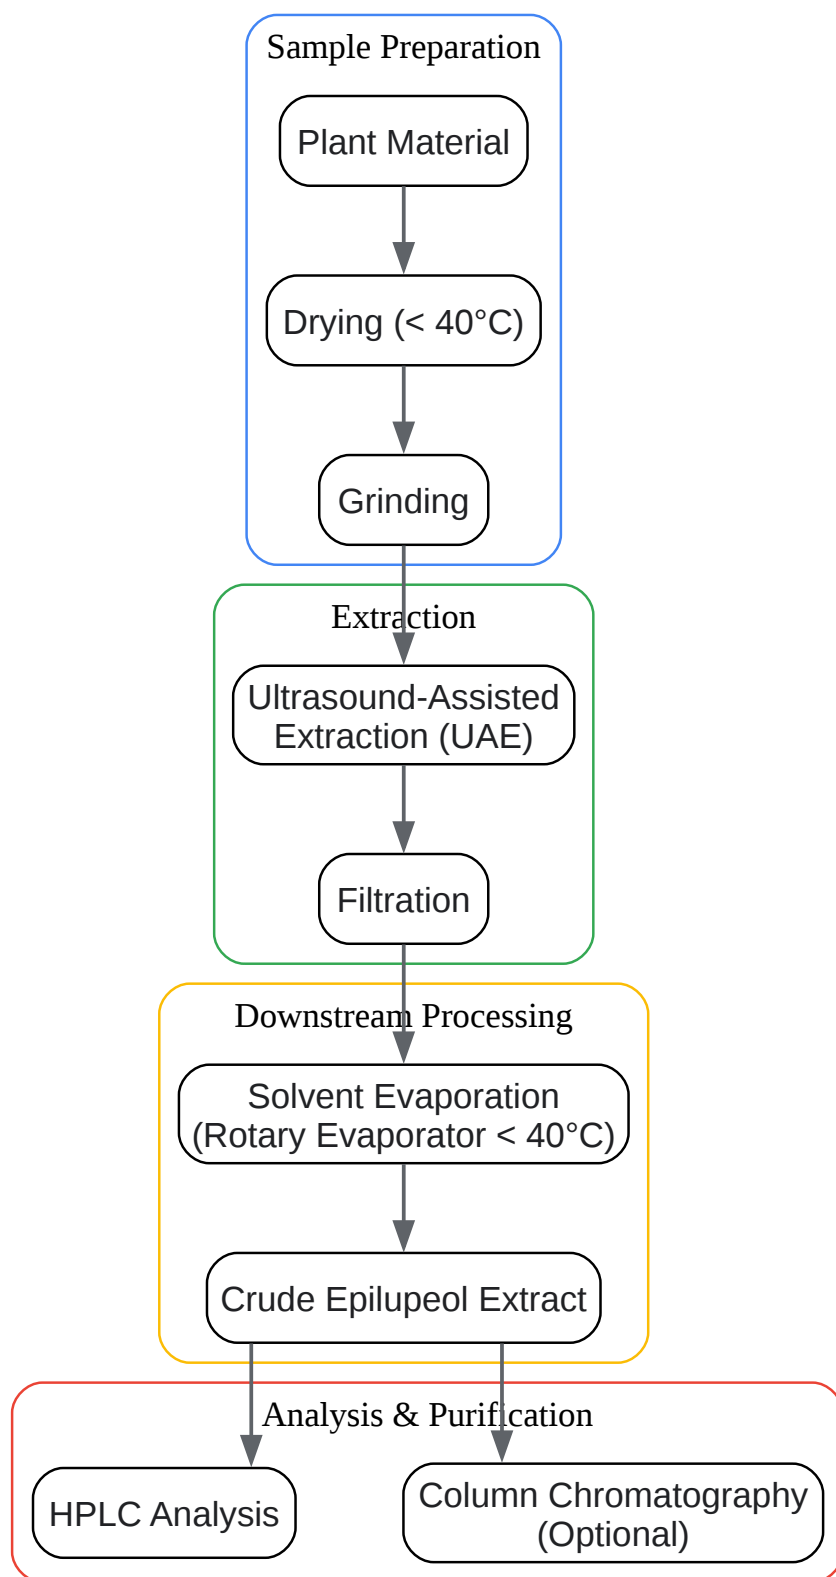 Sample Preparation
Plant Material
Drying (< 40°C)
Grinding
Extraction
Ultrasound-Assisted
Extraction (UAE)
Filtration
Downstream Processing
Solvent Evaporation
(Rotary Evaporator < 40°C)
Crude Epilupeol Extract
Analysis & Purification
HPLC Analysis
Column Chromatography
(Optional)